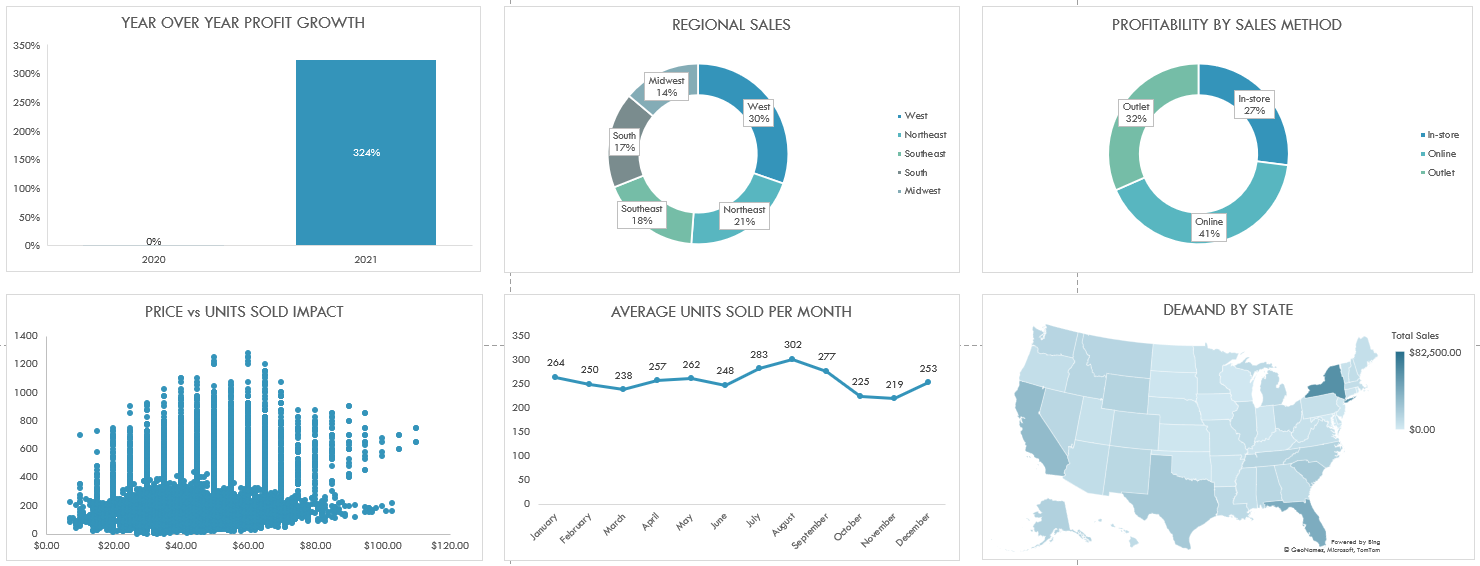 YEAR OVER YEAR PROFIT GROWTH
350%
300%
250%
200%
150%
100%
50%
0%
324%
0%
2020
2021
REGIONAL SALES
Midwest
14%
West
30%
South
17%
Southeast
18%
Northeast
21%
West
Northeast
Southeast
South
Midwest
PROFITABILITY BY SALES METHOD
Outlet
32%
In-store
27%
Online
41%
In-store
Online
Outlet
PRICE vs UNITS SOLD IMPACT
1400
1200
1000
800
600
400
200
0
$0.00
$20.00
$40.00
$60.00
$80.00
$100.00
$120.00
AVERAGE UNITS SOLD PER MONTH
350
300
250
200
150
100
50
0
264
250
238
257
262
248
283
302
277
225
219
253
January
February
March
April
May
June
July
August
September
October
November
December
DEMAND BY STATE
Total Sales
$82,500.00
$0.00
Powered by Bing
© GeoNames, Microsoft, TomTom